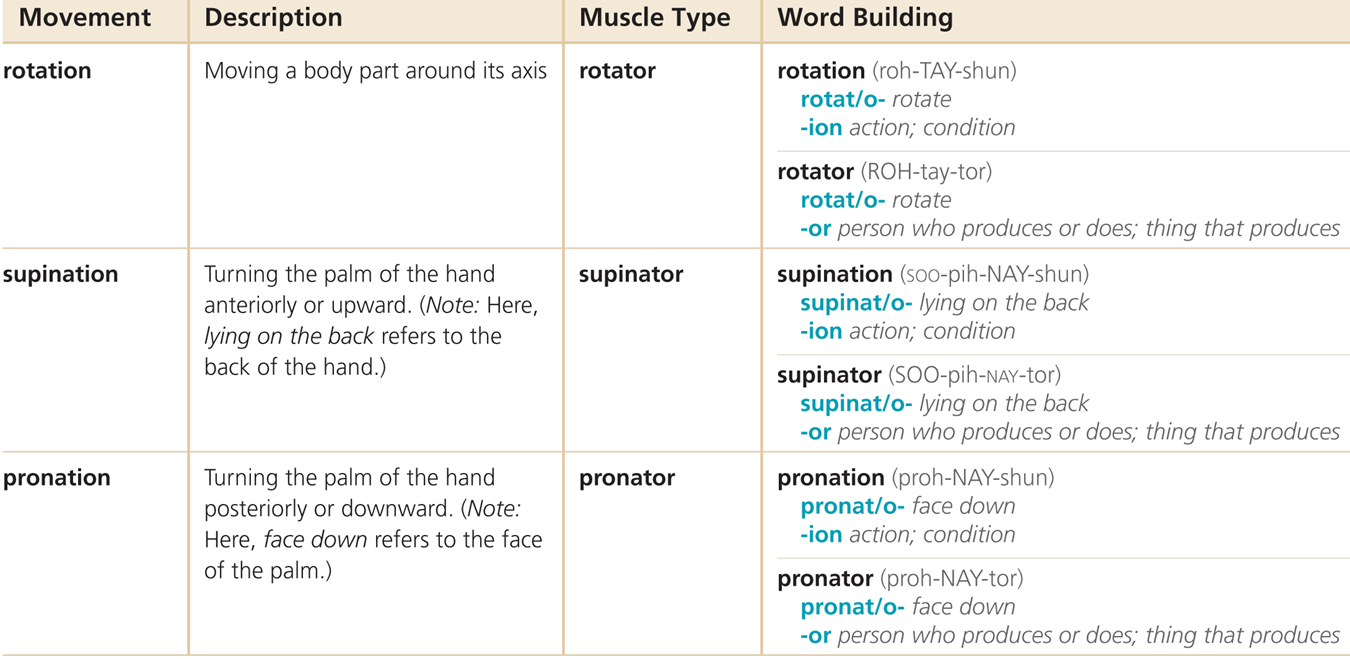 Movement Description Muscle Type Word Building
rotation Moving a body part around its axis rotator rotation (roh-TAY-shun)
rotat/o- rotate
-ion action; condition
rotator (ROH-tay-tor)
rotat/o- rotate
-or person who produces or does; thing that produces
supination Turning the palm of the hand supinator supination (SOO-pih-NAY-shun)
anteriorly or upward. (Note: Here, supinat/o- lying on the back
lying on the back refers to the -ion action; condition
back of the hand.) supinator (SOO-pih-NAY-tor)
supinat/o- lying on the back
-or person who produces or does; thing that produces
pronation Turning the palm of the hand pronator pronation (proh-NAY-shun)
posteriorly or downward. (Note: pronat/o- face down
Here, face down refers to the face -ion action; condition
of the palm.) pronator (proh-NAY-tor)
pronat/o- face down
-or person who produces or does; thing that produces